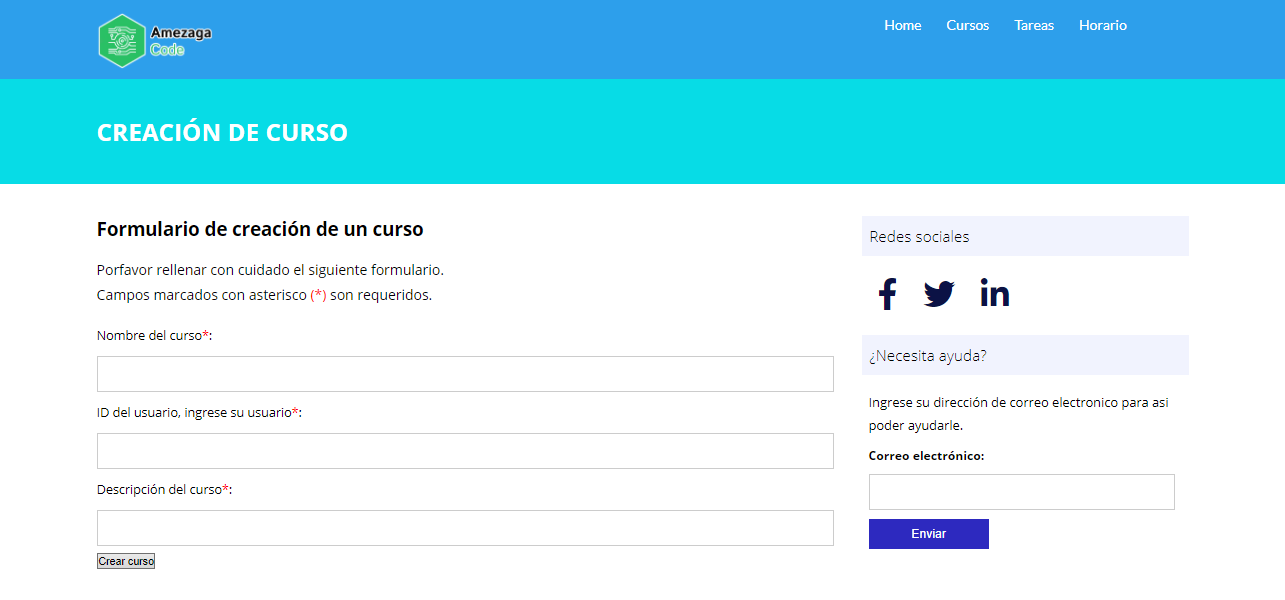 Amezaga
Code
Home Cursos Tareas Horario
CREACIÓN DE CURSO
Formulario de creación de un curso
Porfavor rellenar con cuidado el siguiente formulario.
Campos marcados con asterisco (*) son requeridos.
Nombre del curso*:
ID del usuario, ingrese su usuario*:
Descripción del curso*:
Crear curso
Redes sociales
¿Necesita ayuda?
Ingrese su dirección de correo electronico para asi
poder ayudarle.
Correo electrónico:
Enviar